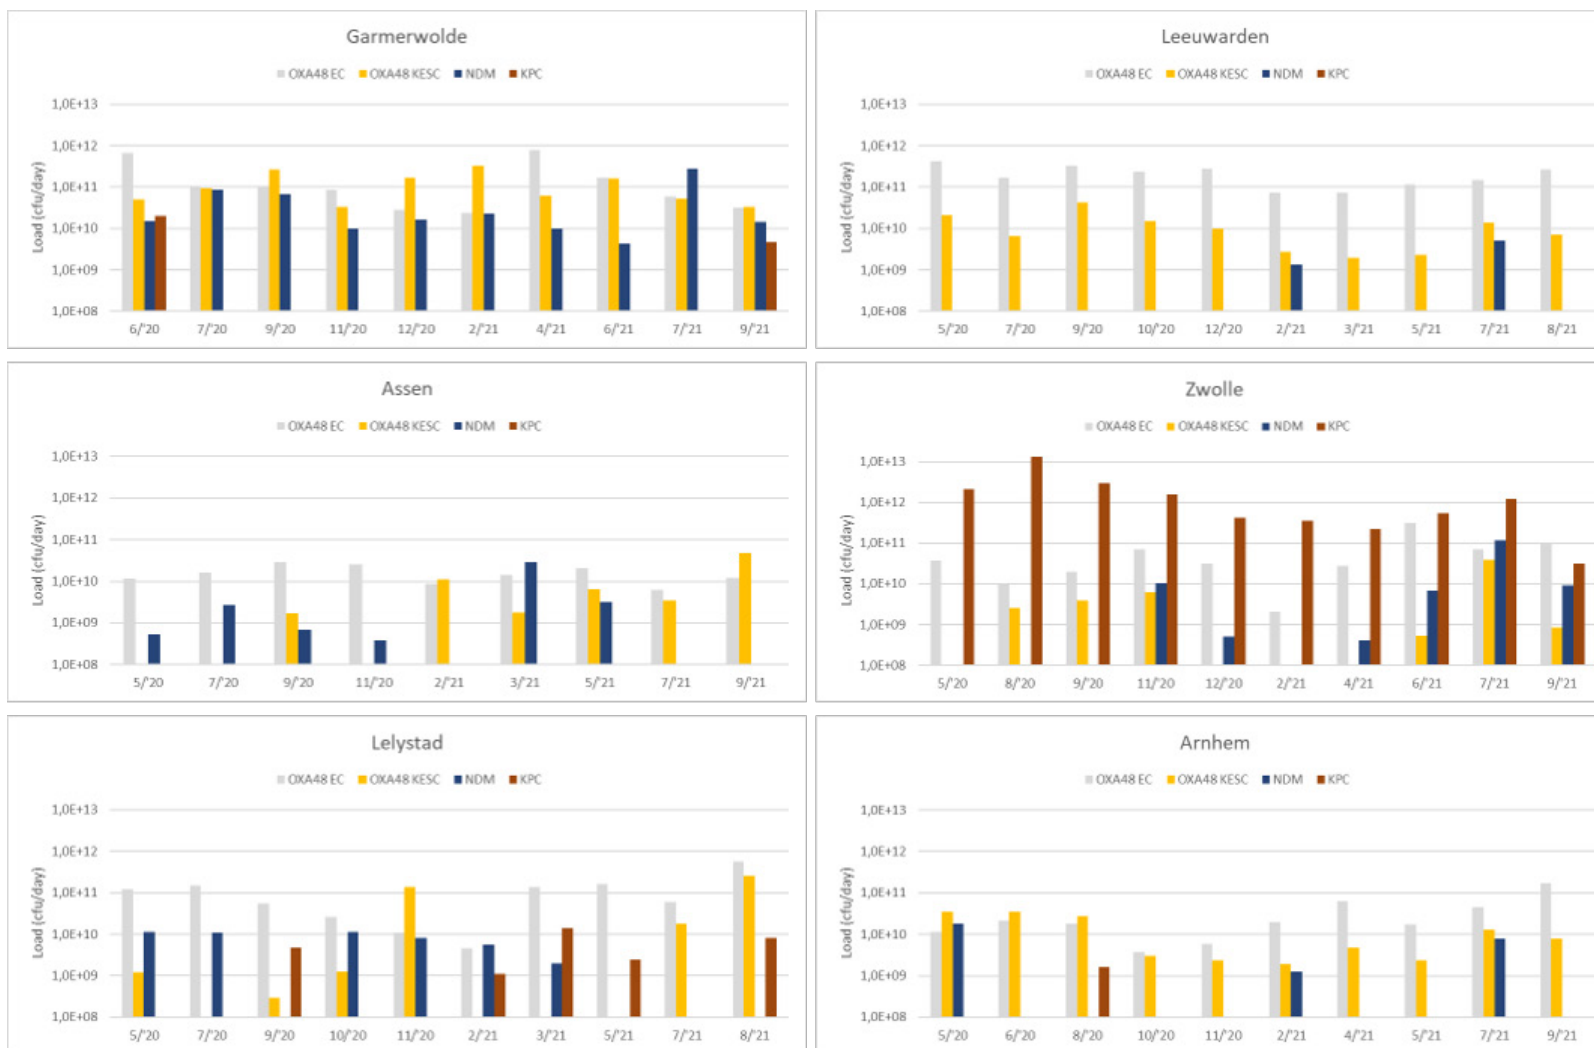 Garmerwolde
OXA48 EC OXA48 KESC NDM KPC
Load (cfu/day)
1,0E+13
1,0E+12
1,0E+11
1,0E+10
1,0E+09
1,0E+08
6/'20 7/'20 9/'20 11/'20 12/'20 2/'21 4/'21 6/'21 7/'21 9/'21
Leeuwarden
OXA48 EC OXA48 KESC NDM KPC
Load (cfu/day)
1,0E+13
1,0E+12
1,0E+11
1,0E+10
1,0E+09
1,0E+08
5/'20 7/'20 9/'20 10/'20 12/'20 2/'21 3/'21 5/'21 7/'21 8/'21
Assen
OXA48 EC OXA48 KESC NDM KPC
Load (cfu/day)
1,0E+13
1,0E+12
1,0E+11
1,0E+10
1,0E+09
1,0E+08
5/'20 7/'20 9/'20 11/'20 2/'21 3/'21 5/'21 7/'21 9/'21
Zwolle
OXA48 EC OXA48 KESC NDM KPC
Load (cfu/day)
1,0E+13
1,0E+12
1,0E+11
1,0E+10
1,0E+09
1,0E+08
5/'20 8/'20 9/'20 11/'20 12/'20 2/'21 4/'21 6/'21 7/'21 9/'21
Lelystad
OXA48 EC OXA48 KESC NDM KPC
Load (cfu/day)
1,0E+13
1,0E+12
1,0E+11
1,0E+10
1,0E+09
1,0E+08
5/'20 7/'20 9/'20 10/'20 11/'20 2/'21 3/'21 5/'21 7/'21 8/'21
Arnhem
OXA48 EC OXA48 KESC NDM KPC
Load (cfu/day)
1,0E+13
1,0E+12
1,0E+11
1,0E+10
1,0E+09
1,0E+08
5/'20 6/'20 8/'20 10/'20 11/'20 2/'21 4/'21 5/'21 7/'21 9/'21